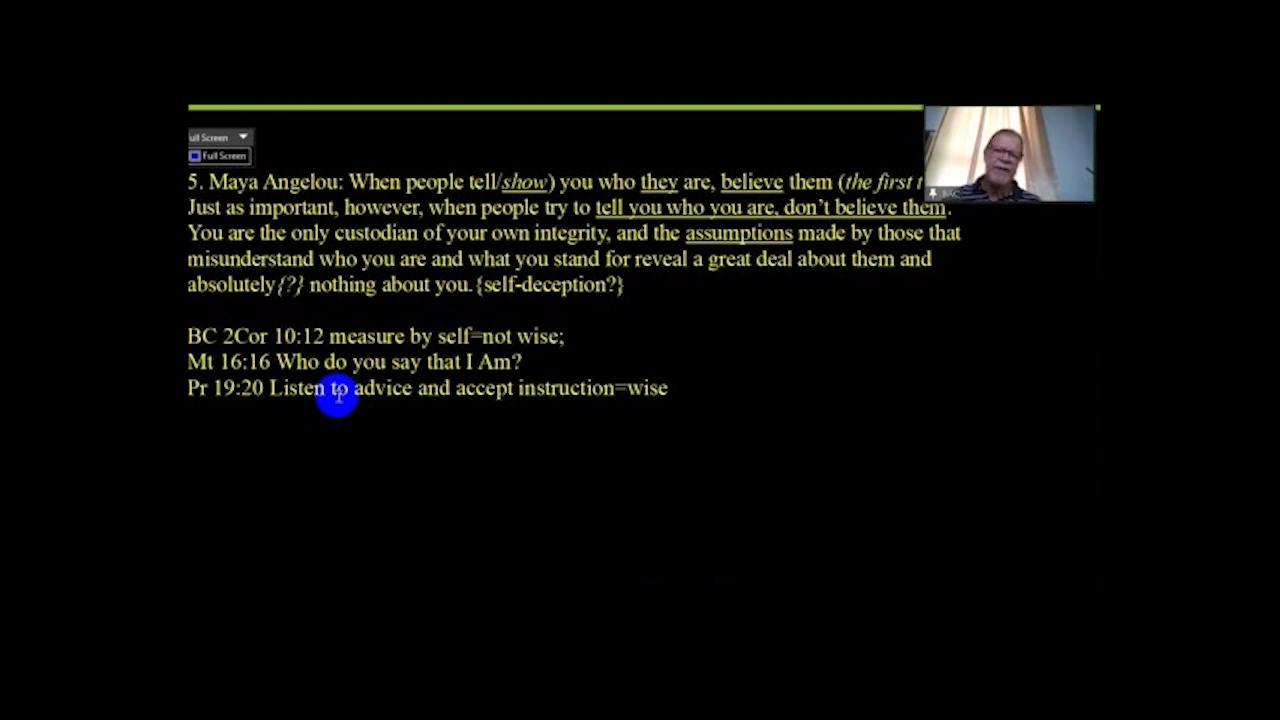 ull Screen
Full Screen
5. Maya Angelou: When people tell/show) you who they are, believe them (the first t
Just as important, however, when people try to tell you who you are, don't believe them.
You are the only custodian of your own integrity, and the assumptions made by those that
misunderstand who you are and what you stand for reveal a great deal about them and
absolutely{?} nothing about you.{self-deception?}
BC 2Cor 10:12 measure by self=not wise;
Mt 16:16 Who do you say that I Am?
Pr 19:20 Listen to advice and accept instruction=wise